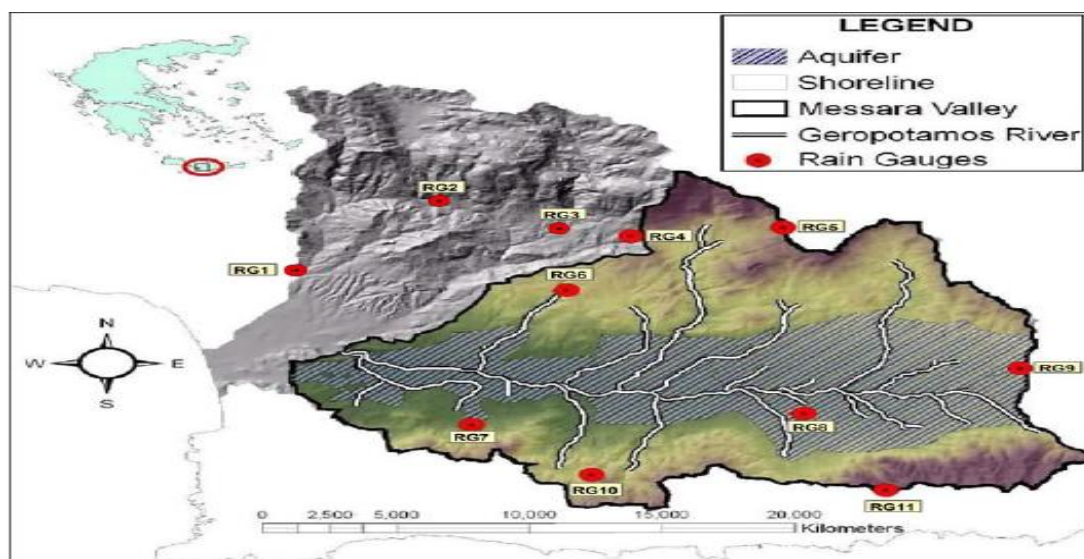 LEGEND
Aquifer
Shoreline
Messara Valley
Geropotamos River
Rain Gauges
RG2
RG3
RG4
RG5
RG1
RG6
N
W E
S
RG9
RG8
RG7
RG10
RG11
0 2,500 5,000 10,000 15,000 20,000
Kilometers